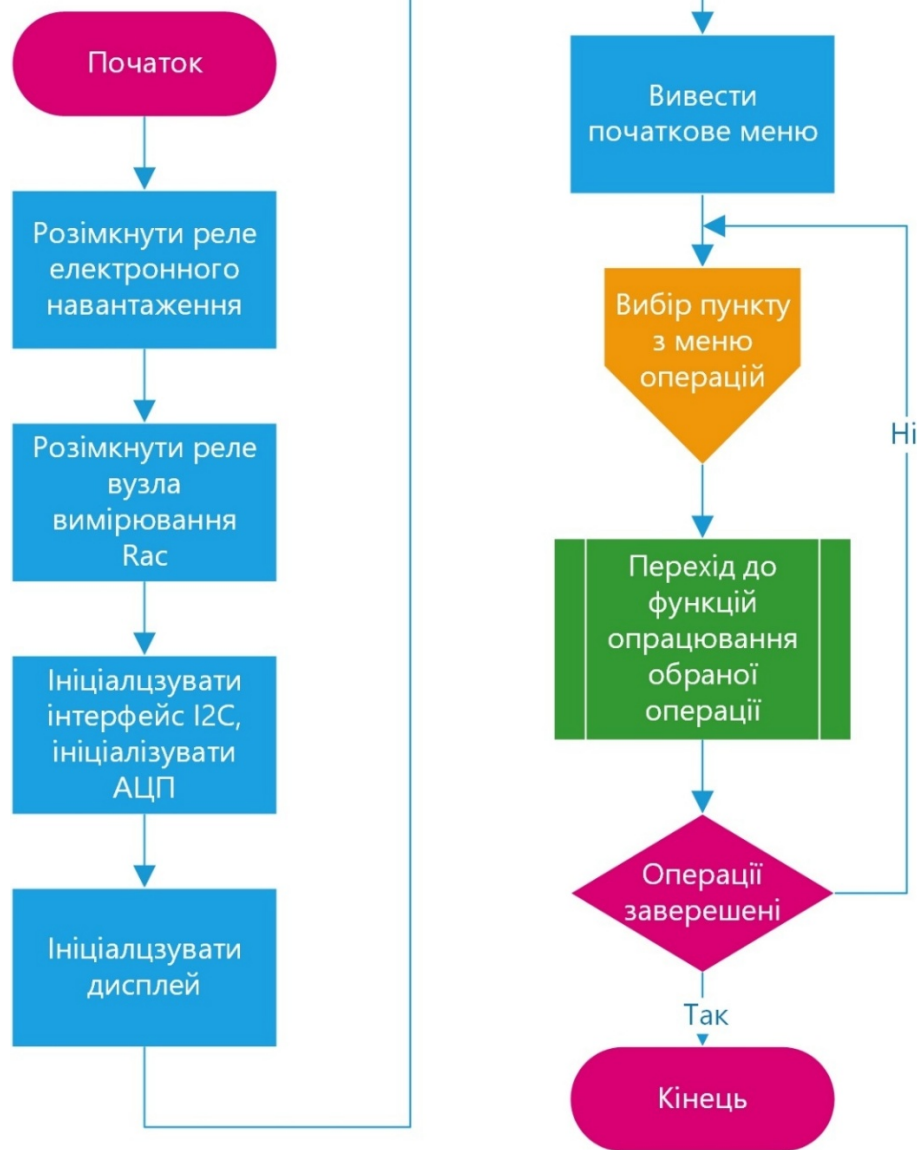 Початок
Розімкнути реле
електронного
навантаження
Розімкнути реле
вузла
вимірювання
Rac
Ініціалцзувати
інтерфейс I2C,
ініціалізувати
АЦП
Ініціалцзувати
дисплей
Вивести
початкове меню
Вибір пункту
з меню
операцій
Перехід до
функцій
опрацювання
обраної
операції
Операції
заверешені
Ні
Так
Кінець